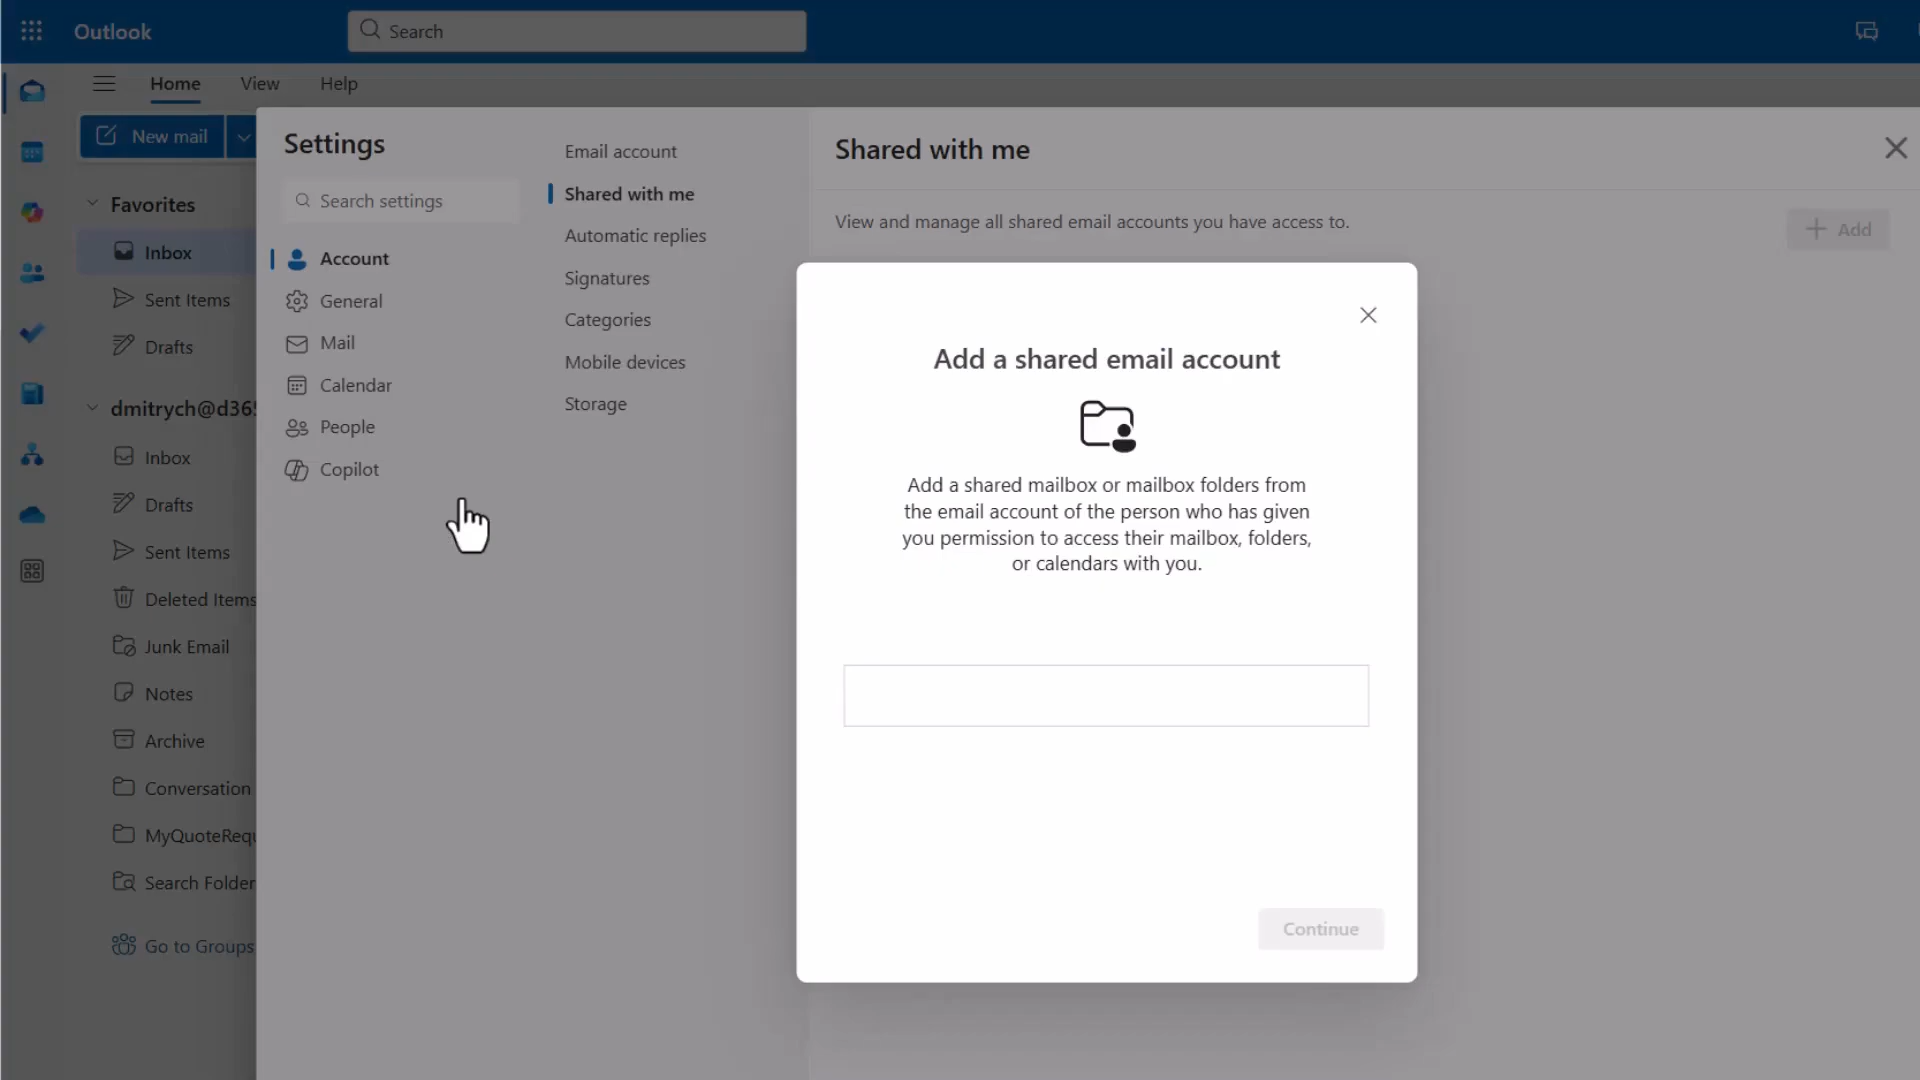 Outlook
Search
Home
View
Help
New mail
Favorites
Inbox
Sent Items
Drafts
dmitrych@d365
Inbox
Drafts
Sent Items
Deleted Items
Junk Email
Notes
Archive
Conversation
MyQuoteRequ
Search Folder
Go to Groups
Settings
Search settings
Account
General
Mail
Calendar
People
Copilot
Email account
Shared with me
Automatic replies
Signatures
Categories
Mobile devices
Storage
Shared with me
View and manage all shared email accounts you have access to.
Add
Add a shared email account
Add a shared mailbox or mailbox folders from
the email account of the person who has given
you permission to access their mailbox, folders,
or calendars with you.
Continue